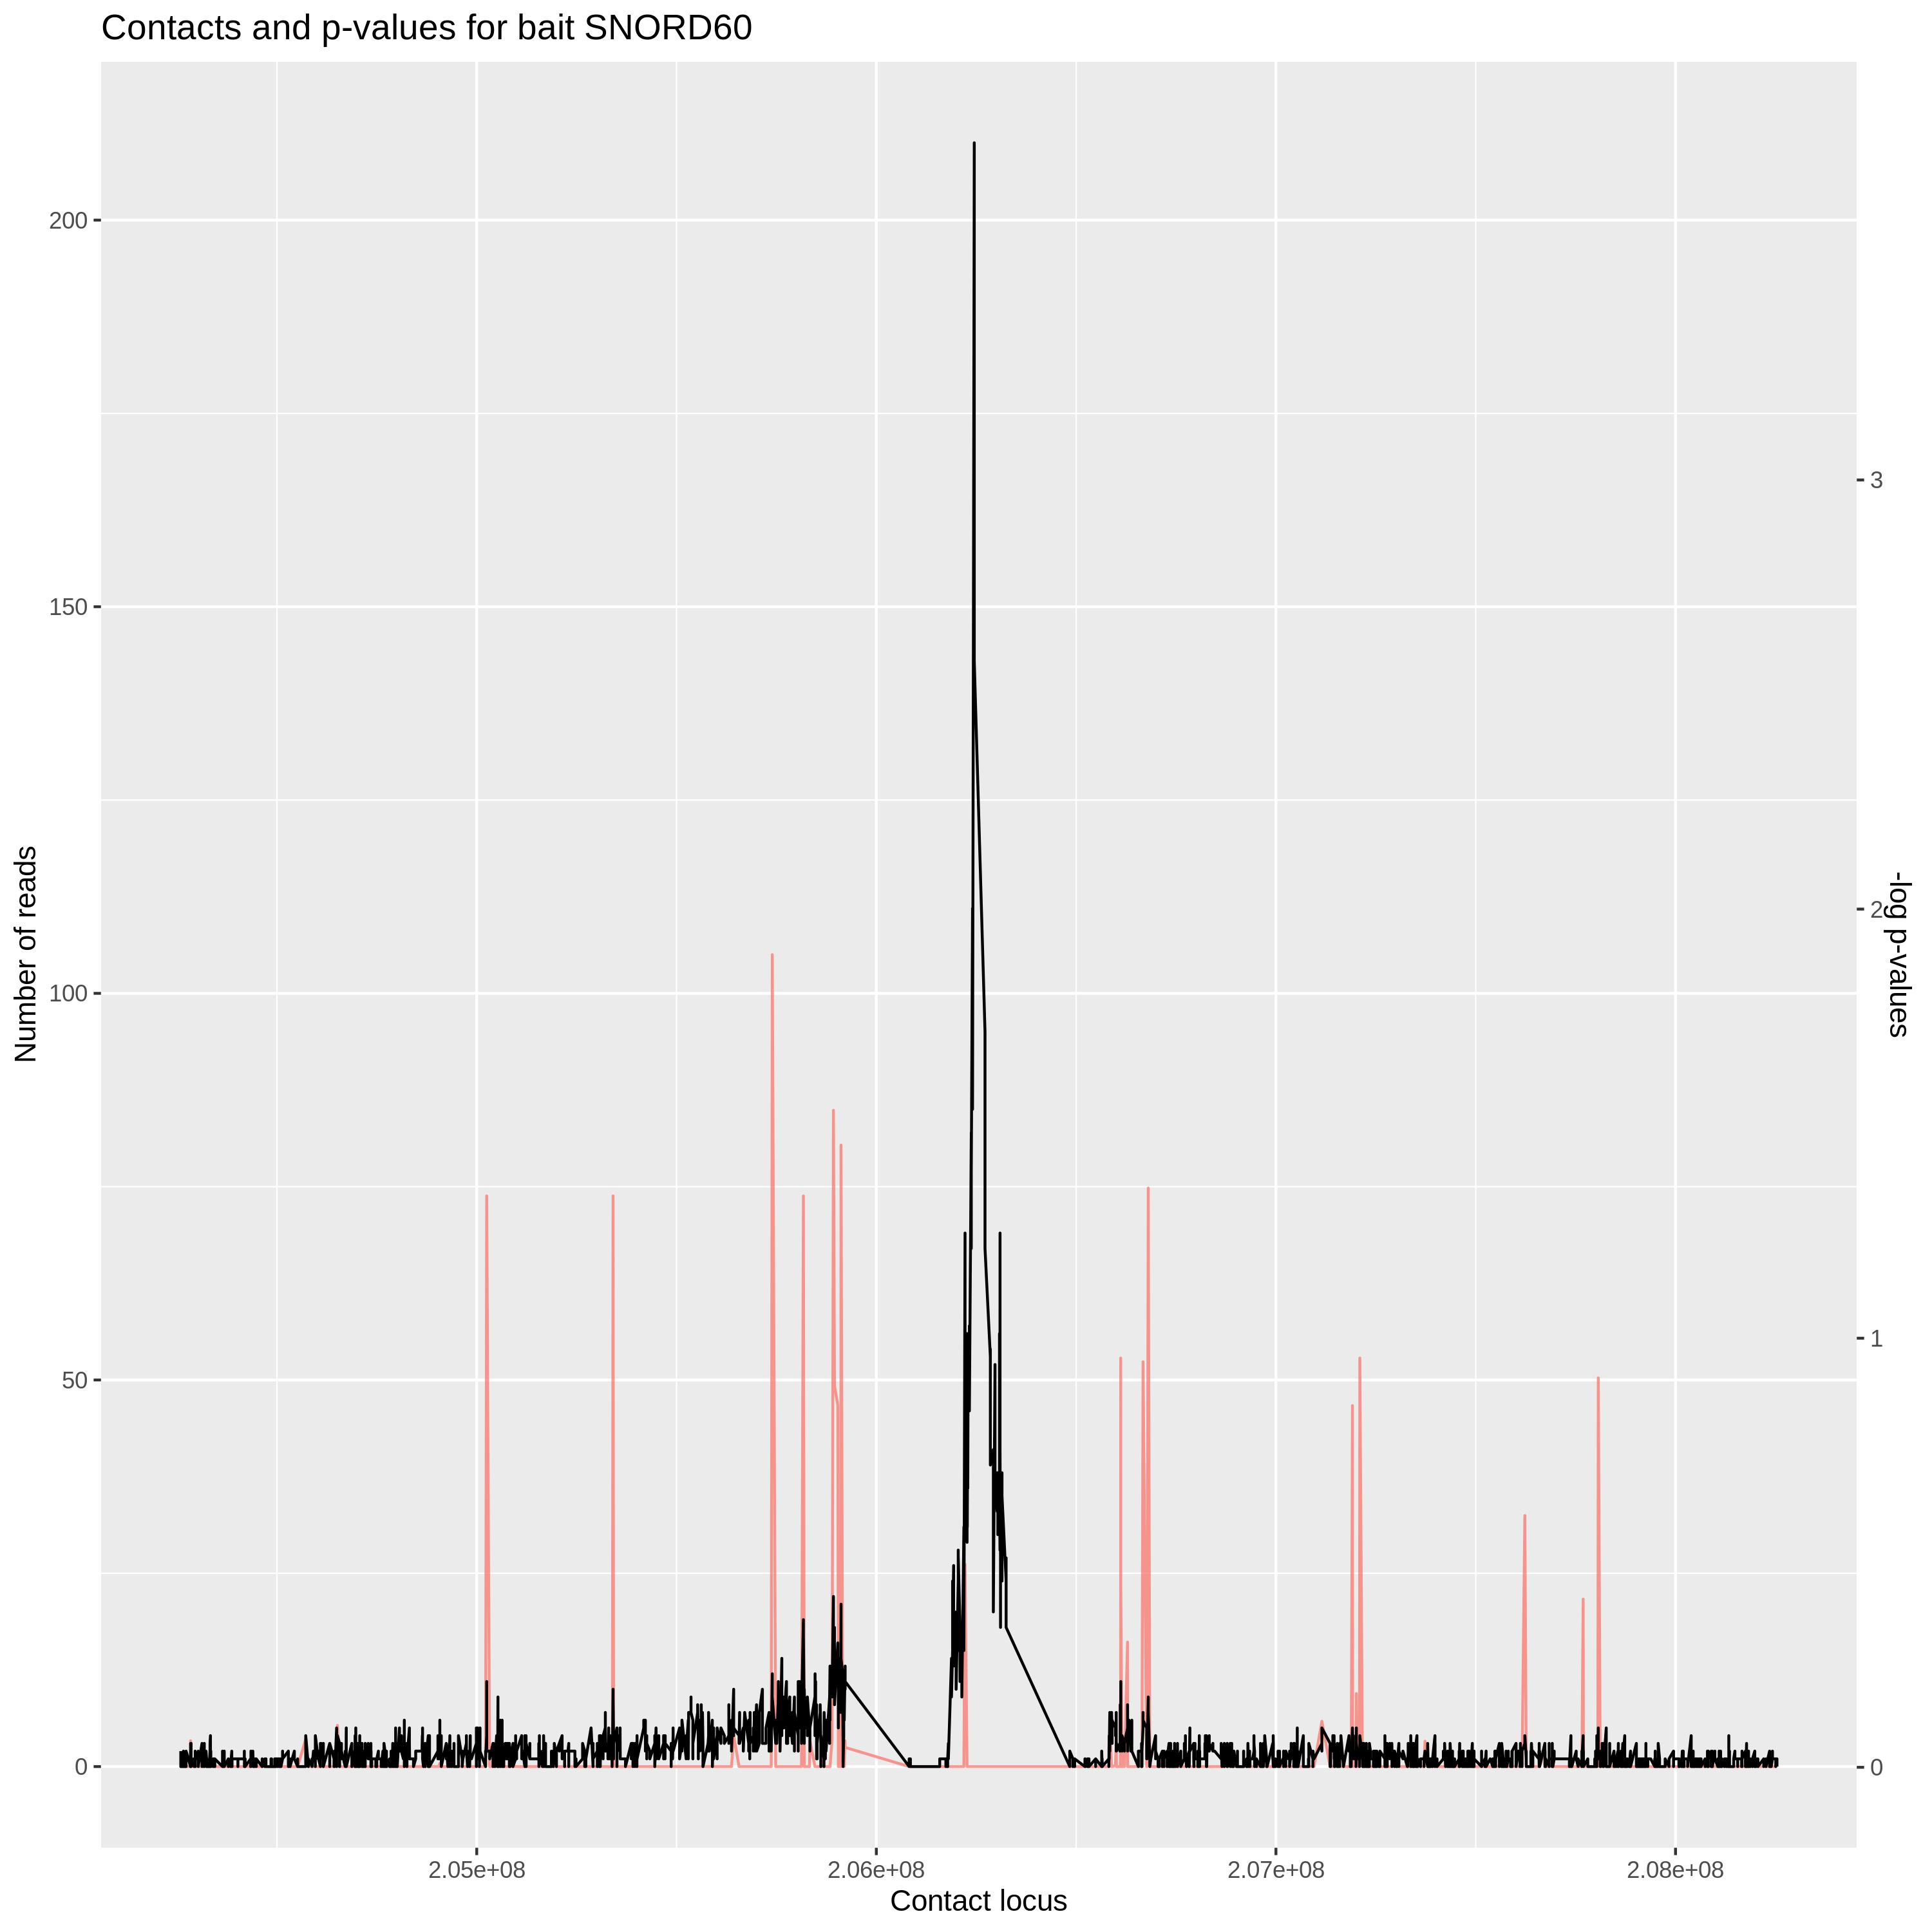 Contacts and p-values for bait SNORD60
200
150
100
50
0
Number of reads
3
2
1
0
-log p-values
2.05e+08
2.06e+08
2.07e+08
2.08e+08
Contact locus